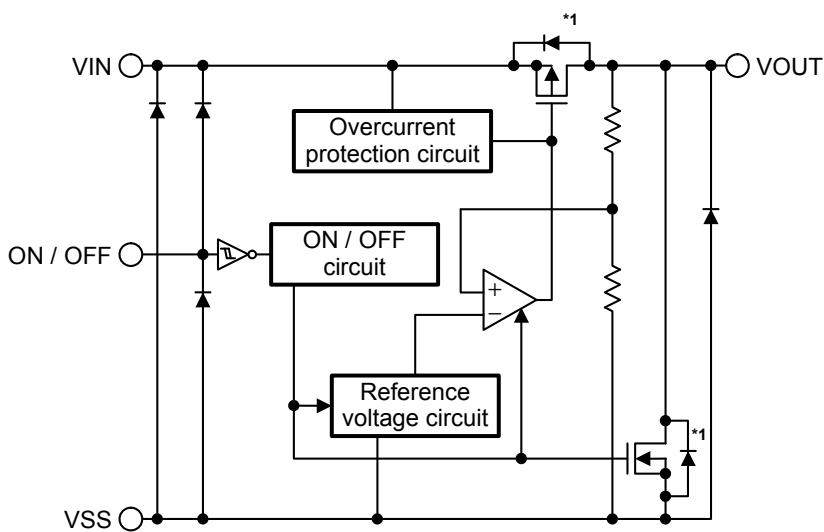 *1
VIN
VOUT
Overcurrent
protection circuit
ON / OFF
ON / OFF
circuit
+
−
Reference
voltage circuit
*1
VSS